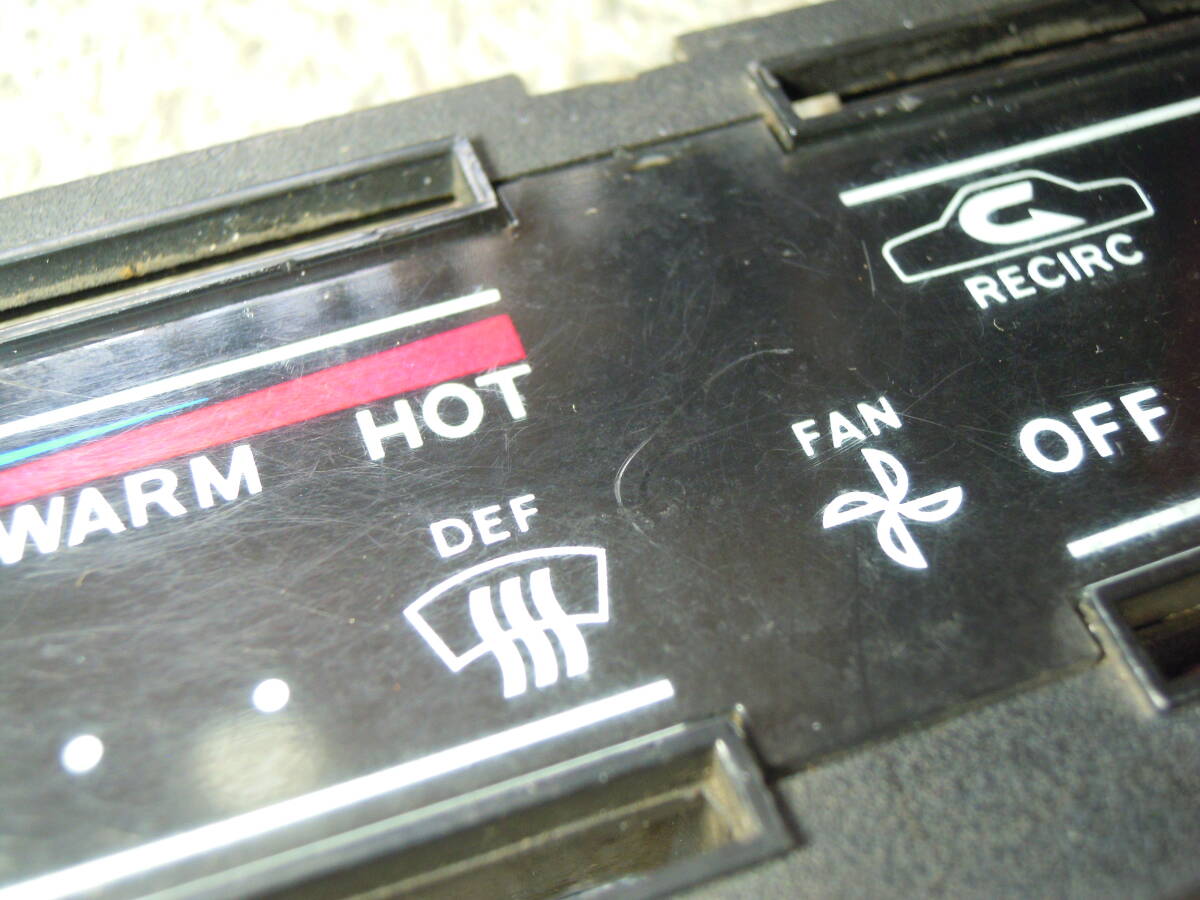 RECIRC
WARM HOT
FAN OFF
DEF